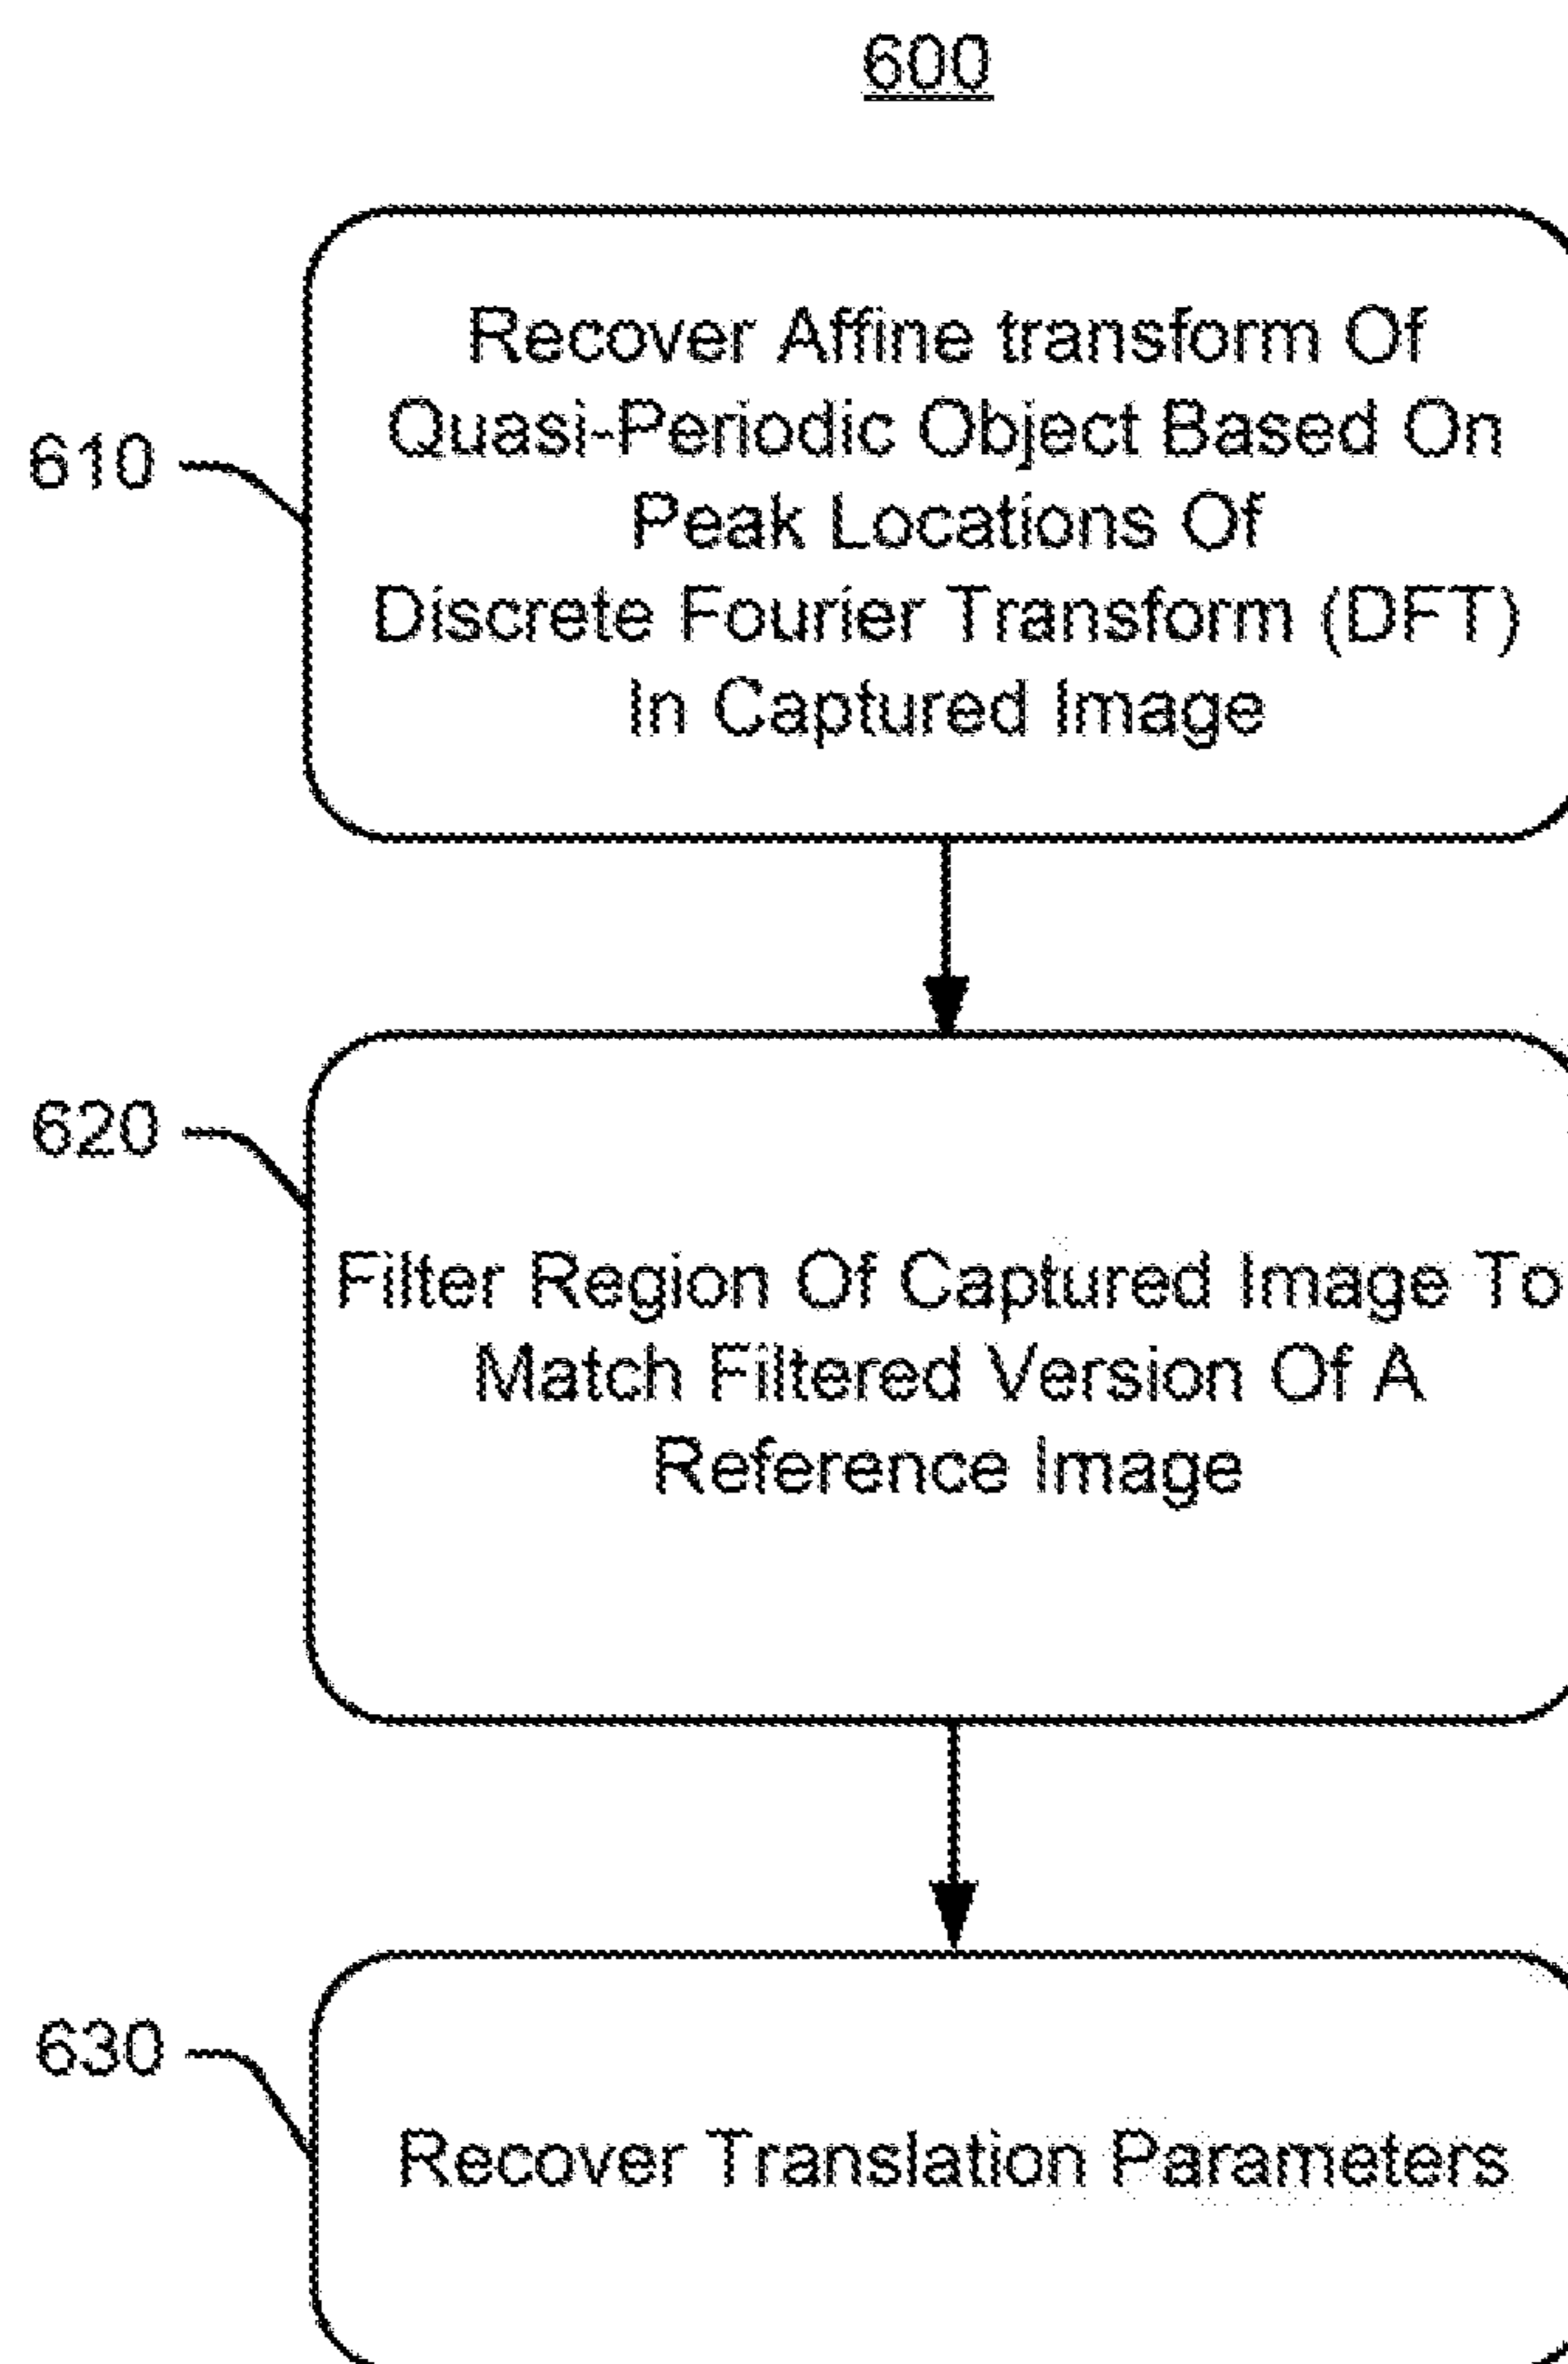 600
610
Recover Affine transform Of
Quasi-Periodic Object Based On
Peak Locations Of
Discrete Fourier Transform (DFT)
In Captured Image
620
Filter Region Of Captured Image To
Match Filtered Version Of A
Reference Image
630
Recover Translation Parameters